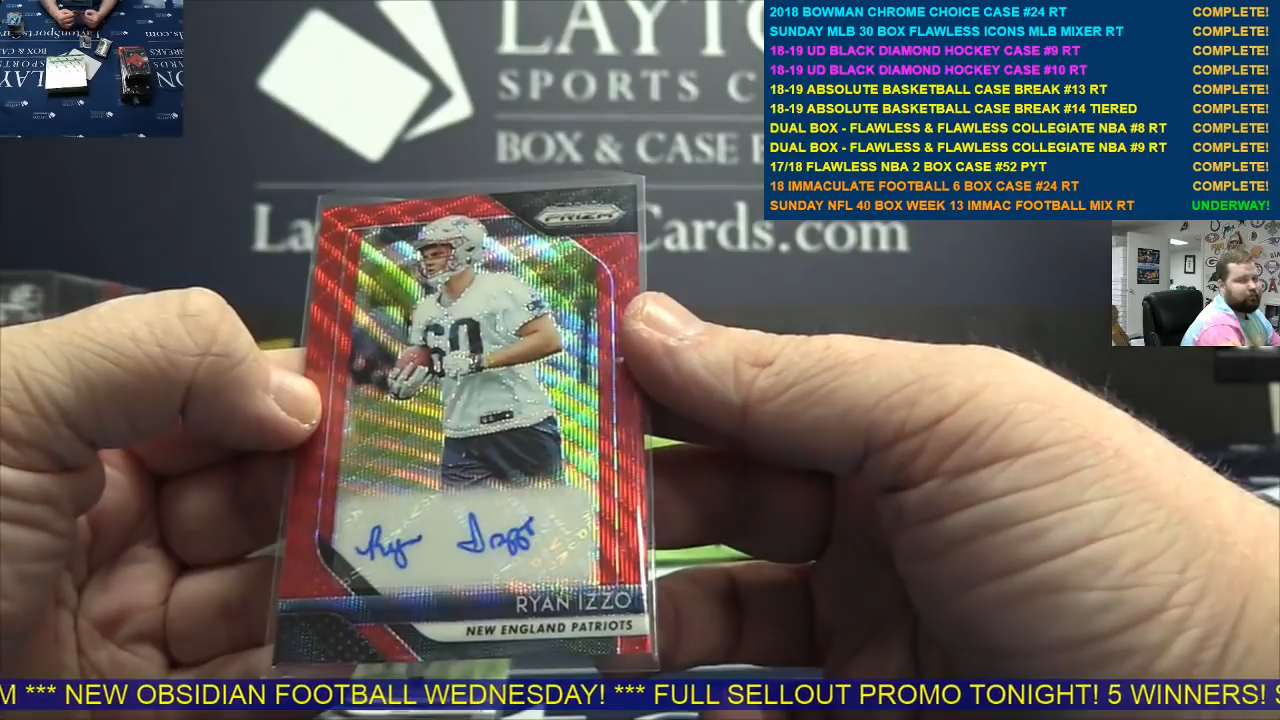 2018 BOWMAN CHROME CHOICE CASE #24 RT COMPLETE!
SUNDAY MLB 30 BOX FLAWLESS ICONS MLB MIXER RT COMPLETE!
18-19 UD BLACK DIAMOND HOCKEY CASE #9 RT COMPLETE!
18-19 UD BLACK DIAMOND HOCKEY CASE #10 RT COMPLETE!
18-19 ABSOLUTE BASKETBALL CASE BREAK #13 RT COMPLETE!
18-19 ABSOLUTE BASKETBALL CASE BREAK #14 TIERED COMPLETE!
DUAL BOX - FLAWLESS & FLAWLESS COLLEGIATE NBA #8 RT COMPLETE!
DUAL BOX - FLAWLESS & FLAWLESS COLLEGIATE NBA #9 RT COMPLETE!
17/18 FLAWLESS NBA 2 BOX CASE #52 PYT COMPLETE!
18 IMMACULATE FOOTBALL 6 BOX CASE #24 RT COMPLETE!
SUNDAY NFL 40 BOX WEEK 13 IMMAC FOOTBALL MIX RT UNDERWAY!
LAYTO
SPORTS C
BOX & CASE
La Cards.com
PRIZM
60
Ryan Izzo
RYAN IZZO
NEW ENGLAND PATRIOTS
M *** NEW OBSIDIAN FOOTBALL WEDNESDAY! *** FULL SELLOUT PROMO TONIGHT! 5 WINNERS! S